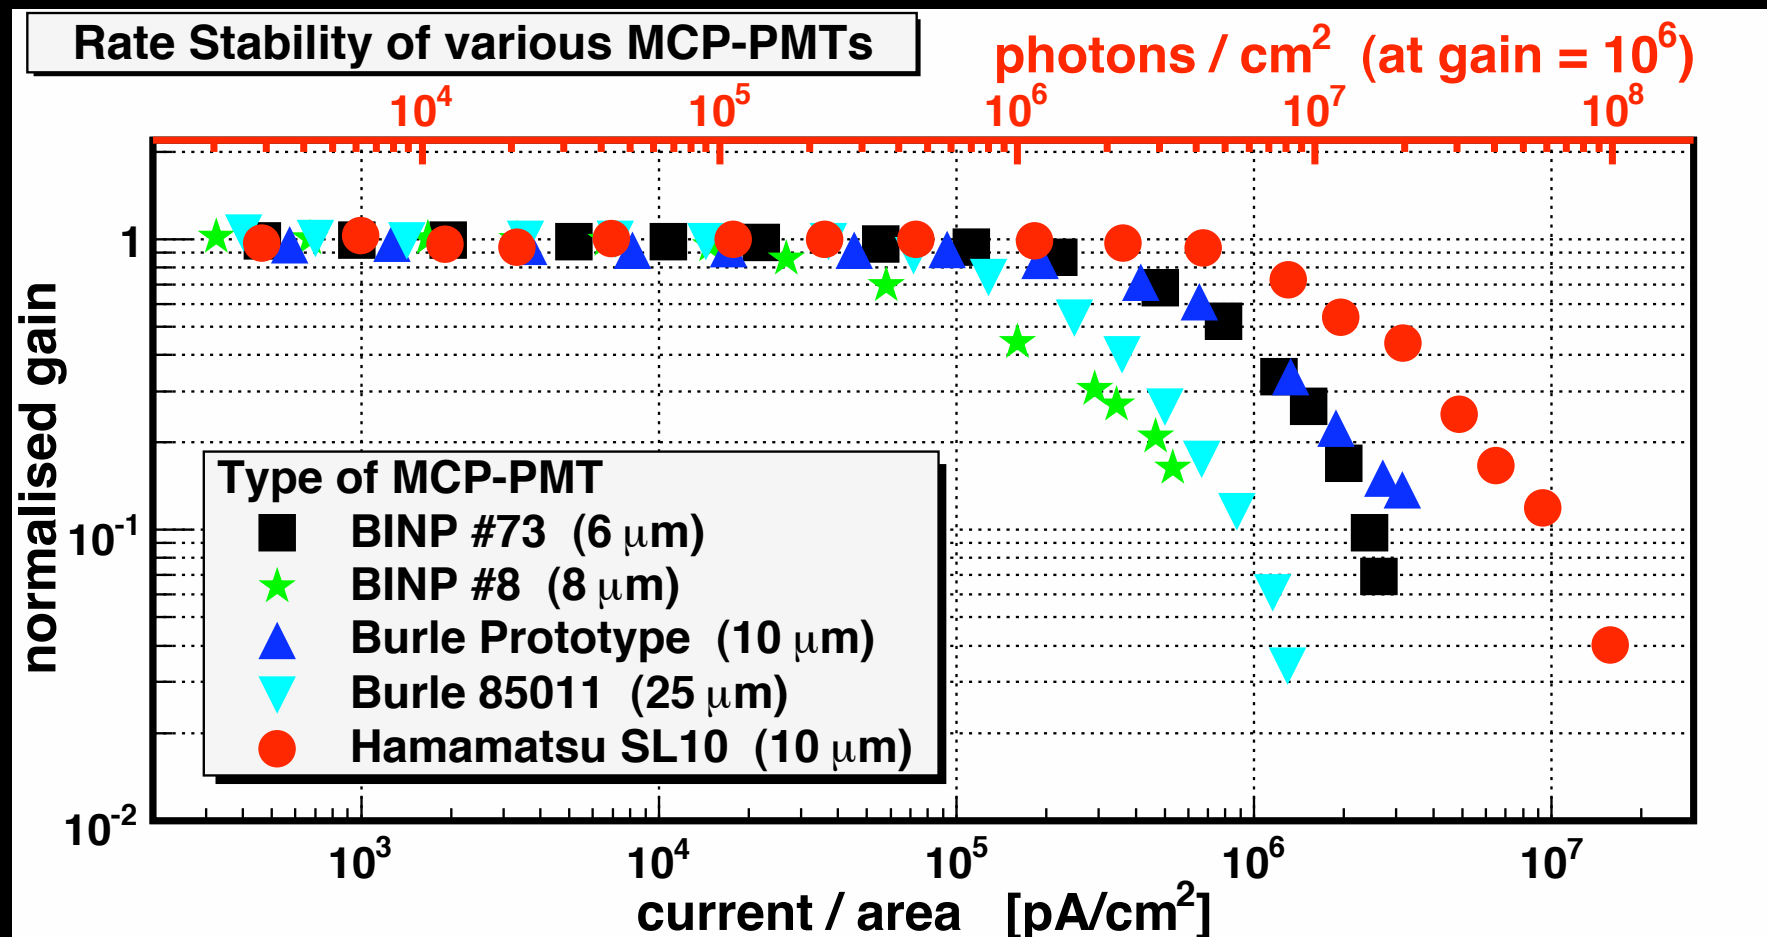 Rate Stability of various MCP-PMTs
photons / cm² (at gain = 10⁶)
10⁴ 10⁵ 10⁶ 10⁷ 10⁸
normalised gain
1
10⁻¹
10⁻²
Type of MCP-PMT
BINP #73 (6 μm)
BINP #8 (8 μm)
Burle Prototype (10 μm)
Burle 85011 (25 μm)
Hamamatsu SL10 (10 μm)
10³ 10⁴ 10⁵ 10⁶ 10⁷
current / area [pA/cm²]